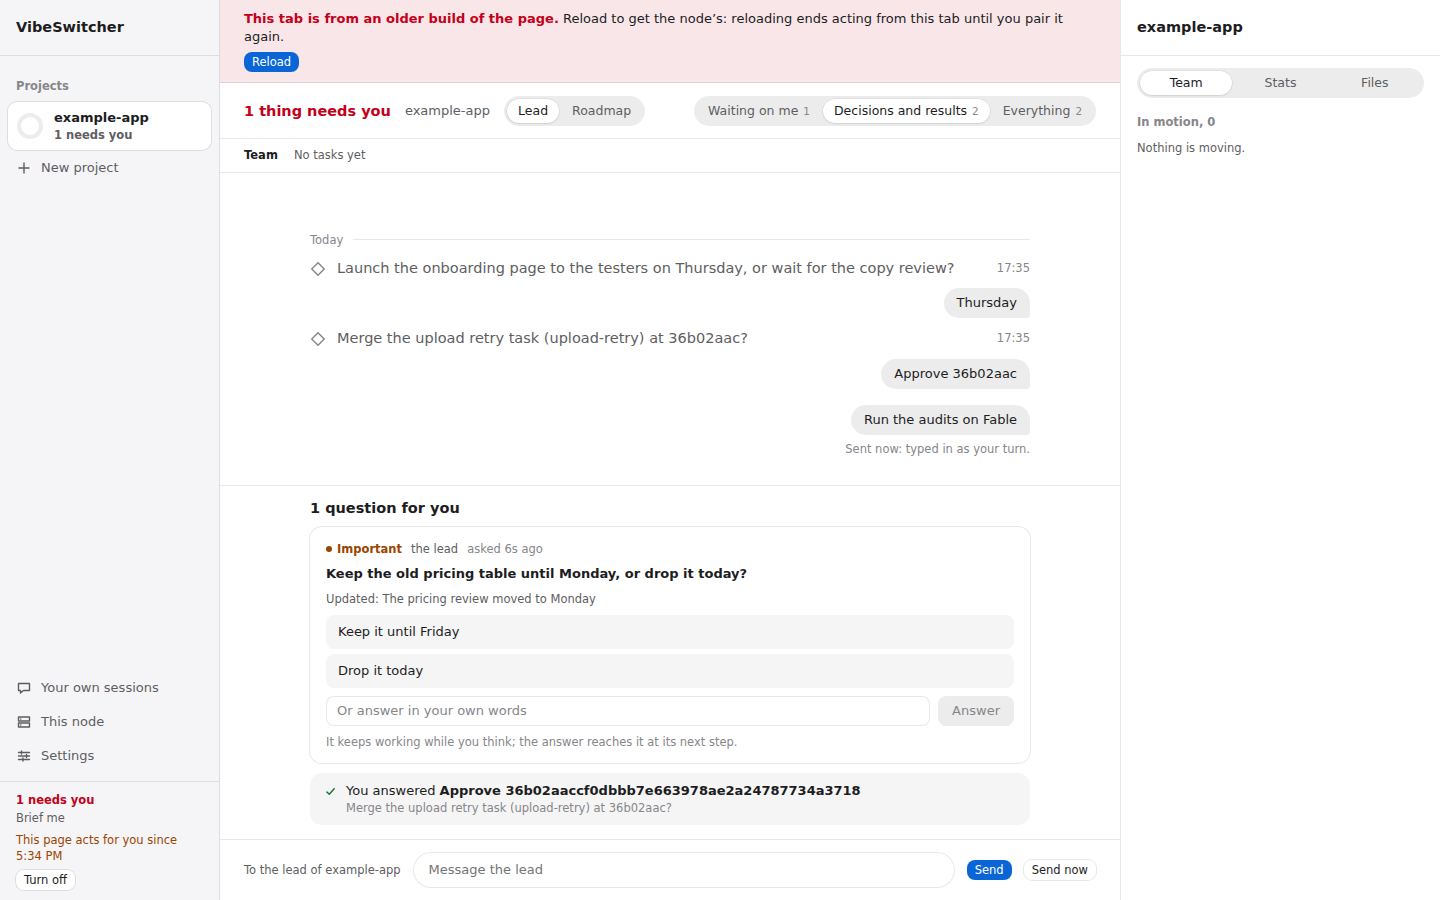 VibeSwitcher
Projects
example-app
1 needs you
New project
Your own sessions
This node
Settings
1 needs you
Brief me
This page acts for you since
5:34 PM
Turn off
This tab is from an older build of the page. Reload to get the node’s: reloading ends acting from this tab until you pair it
again.
Reload
1 thing needs you example-app Lead Roadmap Waiting on me 1 Decisions and results 2 Everything 2
Team No tasks yet
Today
Launch the onboarding page to the testers on Thursday, or wait for the copy review? 17:35
Thursday
Merge the upload retry task (upload-retry) at 36b02aac? 17:35
Approve 36b02aac
Run the audits on Fable
Sent now: typed in as your turn.
1 question for you
Important the lead asked 6s ago
Keep the old pricing table until Monday, or drop it today?
Updated: The pricing review moved to Monday
Keep it until Friday
Drop it today
Or answer in your own words Answer
It keeps working while you think; the answer reaches it at its next step.
You answered Approve 36b02aaccf0dbbb7e663978ae2a24787734a3718
Merge the upload retry task (upload-retry) at 36b02aac?
To the lead of example-app Message the lead Send Send now
example-app
Team Stats Files
In motion, 0
Nothing is moving.